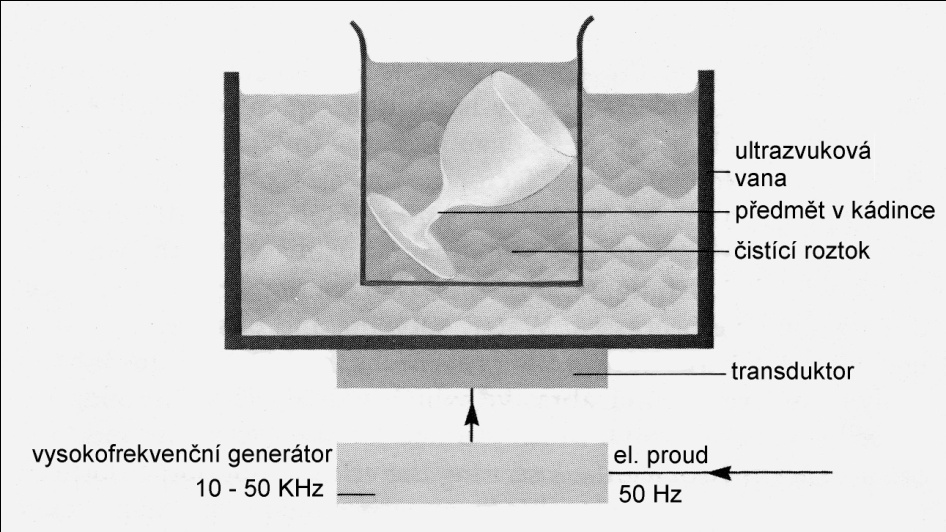 ultrazvuková
vana
předmět v kádince
čistící roztok
transduktor
vysokofrekvenční generátor
10 - 50 KHz
el. proud
50 Hz